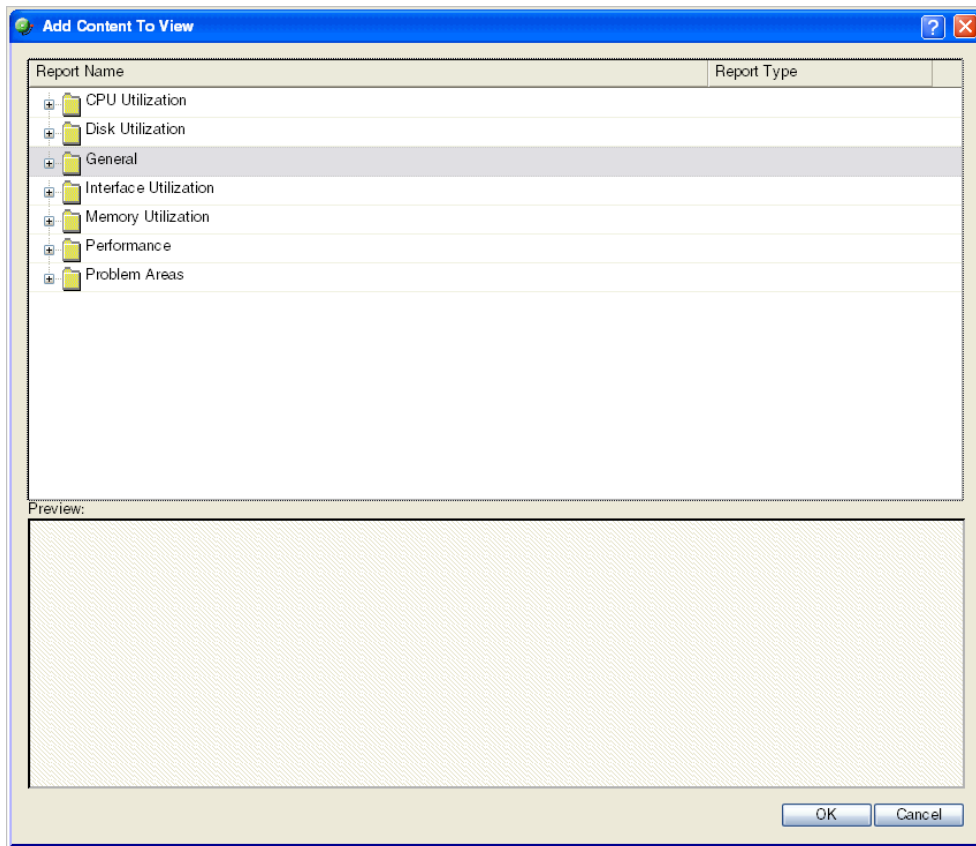 Add Content To View
?
Report Name Report Type
CPU Utilization
Disk Utilization
General
Interface Utilization
Memory Utilization
Performance
Problem Areas
Preview:
OK Cancel